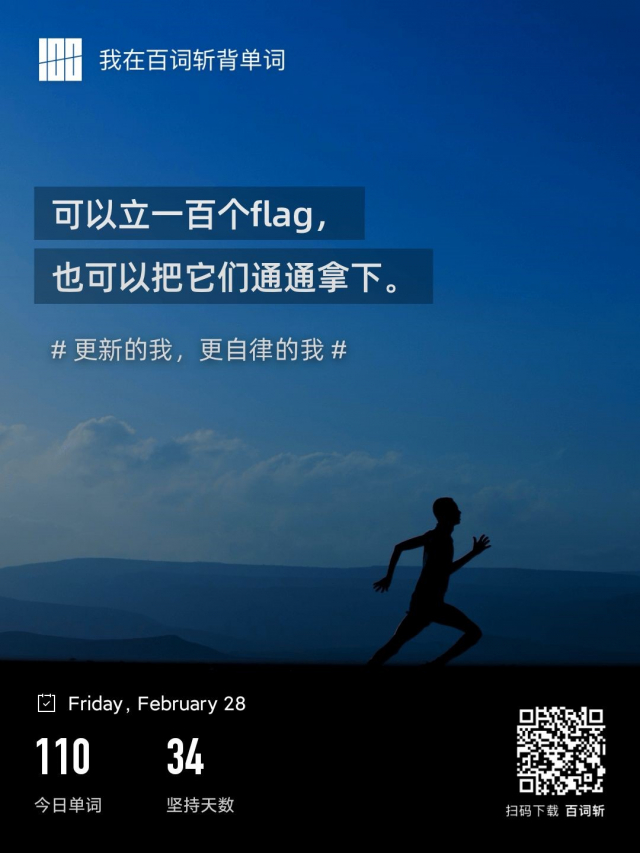 100 我在百词斩背单词
可以立一百个flag，
也可以把它们通通拿下。
# 更新的我，更自律的我 #
Friday, February 28
110 34
今日单词 坚持天数
扫码下载 百词斩